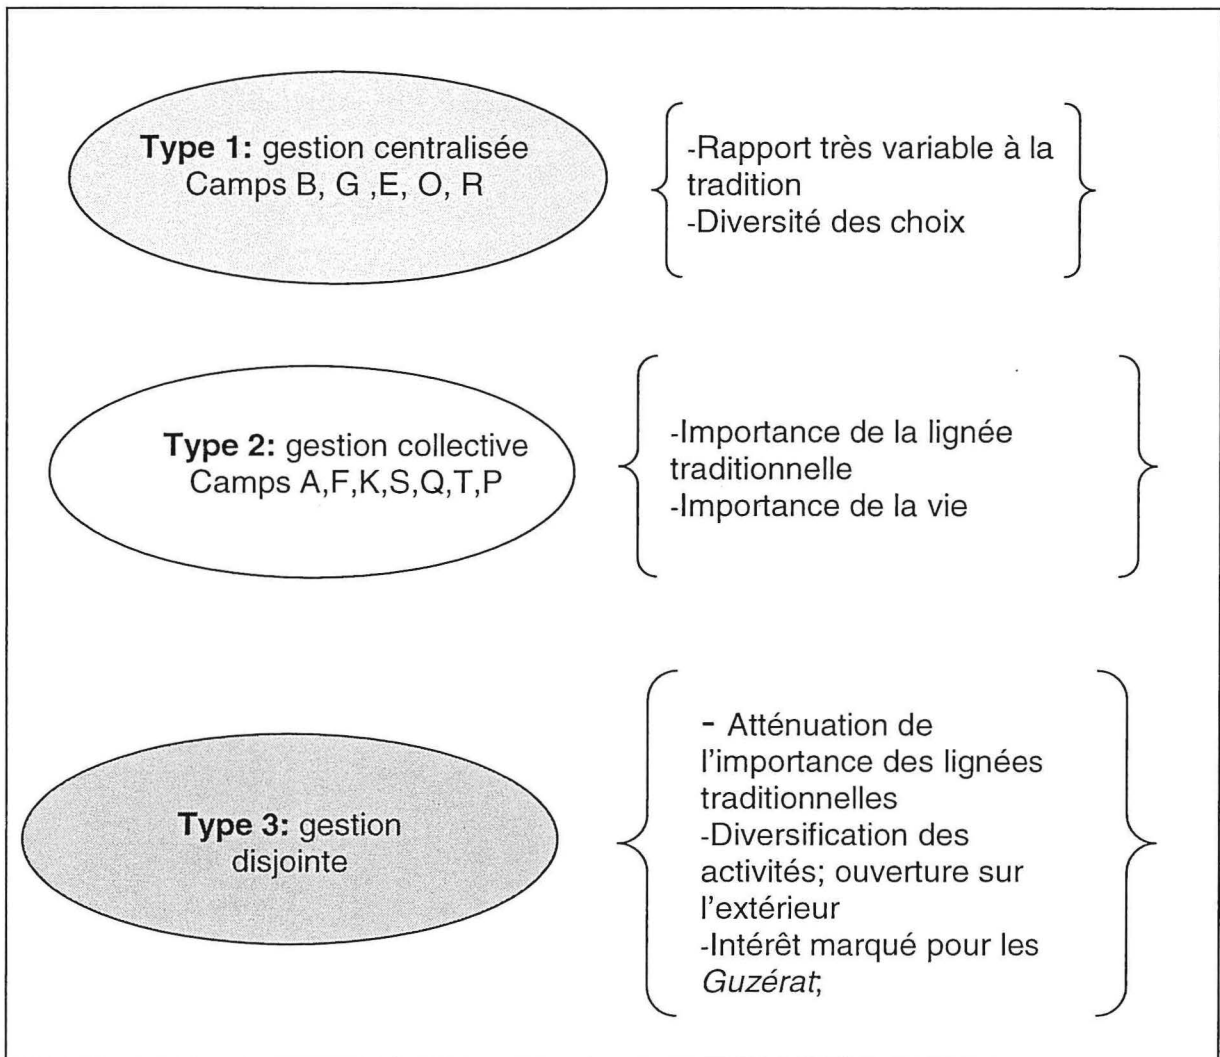 Type 1: gestion centralisée
Camps B, G ,E, O, R
-Rapport très variable à la
tradition
-Diversité des choix
Type 2: gestion collective
Camps A,F,K,S,Q,T,P
-Importance de la lignée
traditionnelle
-Importance de la vie
Type 3: gestion
disjointe
- Atténuation de
l'importance des lignées
traditionnelles
-Diversification des
activités; ouverture sur
l'extérieur
-Intérêt marqué pour les
Guzérat;